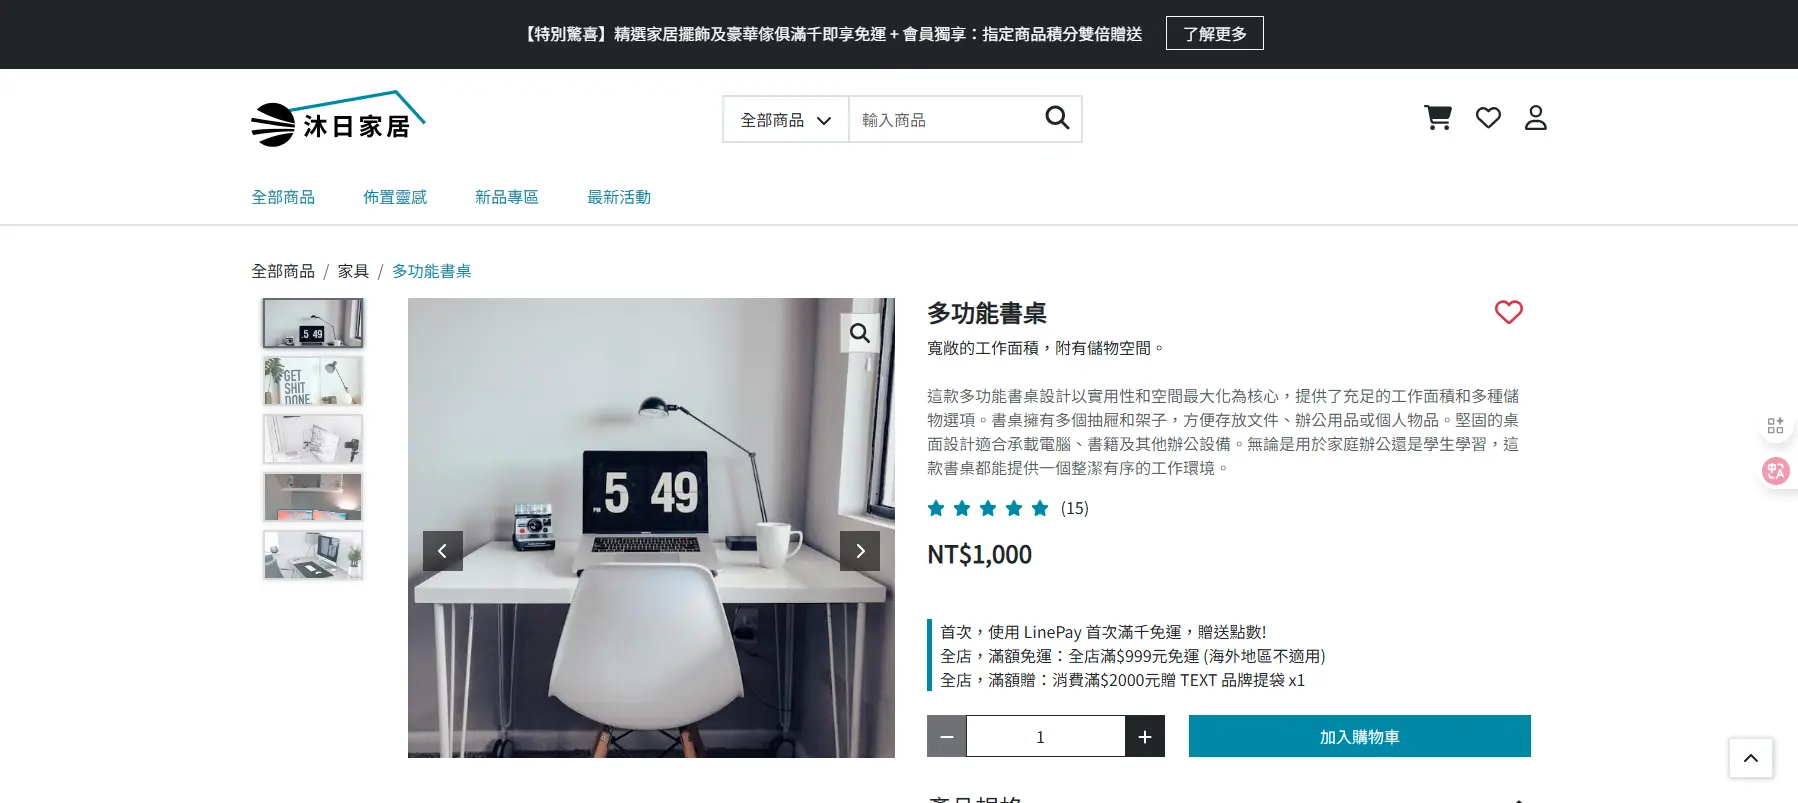 【特別驚喜】精選家居擺飾及豪華傢俱滿千即享免運 + 會員獨享：指定商品積分雙倍贈送
了解更多
沐日家居
全部商品
輸入商品
全部商品
佈置靈感
新品專區
最新活動
全部商品 / 家具 / 多功能書桌
5 49
GET
SHIT
DONE.
PM 5 49
多功能書桌
寬敞的工作面積，附有儲物空間。
這款多功能書桌設計以實用性和空間最大化為核心，提供了充足的工作面積和多種儲
物選項。書桌擁有多個抽屜和架子，方便存放文件、辦公用品或個人物品。堅固的桌
面設計適合承載電腦、書籍及其他辦公設備。無論是用於家庭辦公還是學生學習，這
款書桌都能提供一個整潔有序的工作環境。
(15)
NT$1,000
首次，使用 LinePay 首次滿千免運，贈送點數!
全店，滿額免運：全店滿$999元免運 (海外地區不適用)
全店，滿額贈：消費滿$2000元贈 TEXT 品牌提袋 x1
1
加入購物車
產品規格